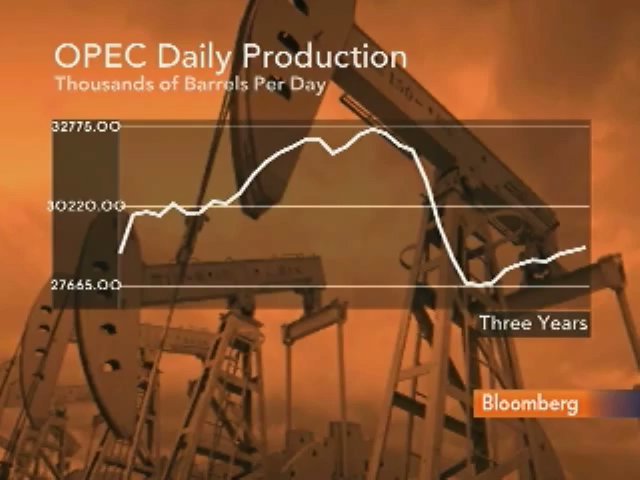 OPEC Daily Production
Thousands of Barrels Per Day
32775.00
30220.00
27665.00
Three Years
Bloomberg